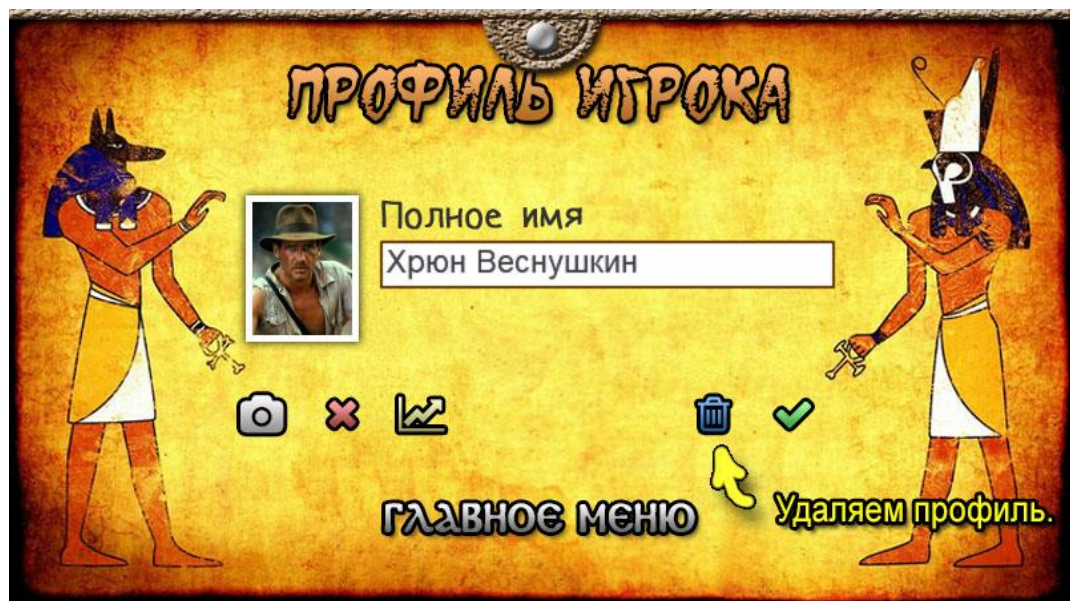 ПРОФИЛЬ ИГРОКА
Полное имя
Хрюн Веснушкин
ГЛАВНОЕ МЕНЮ
Удаляем профиль.